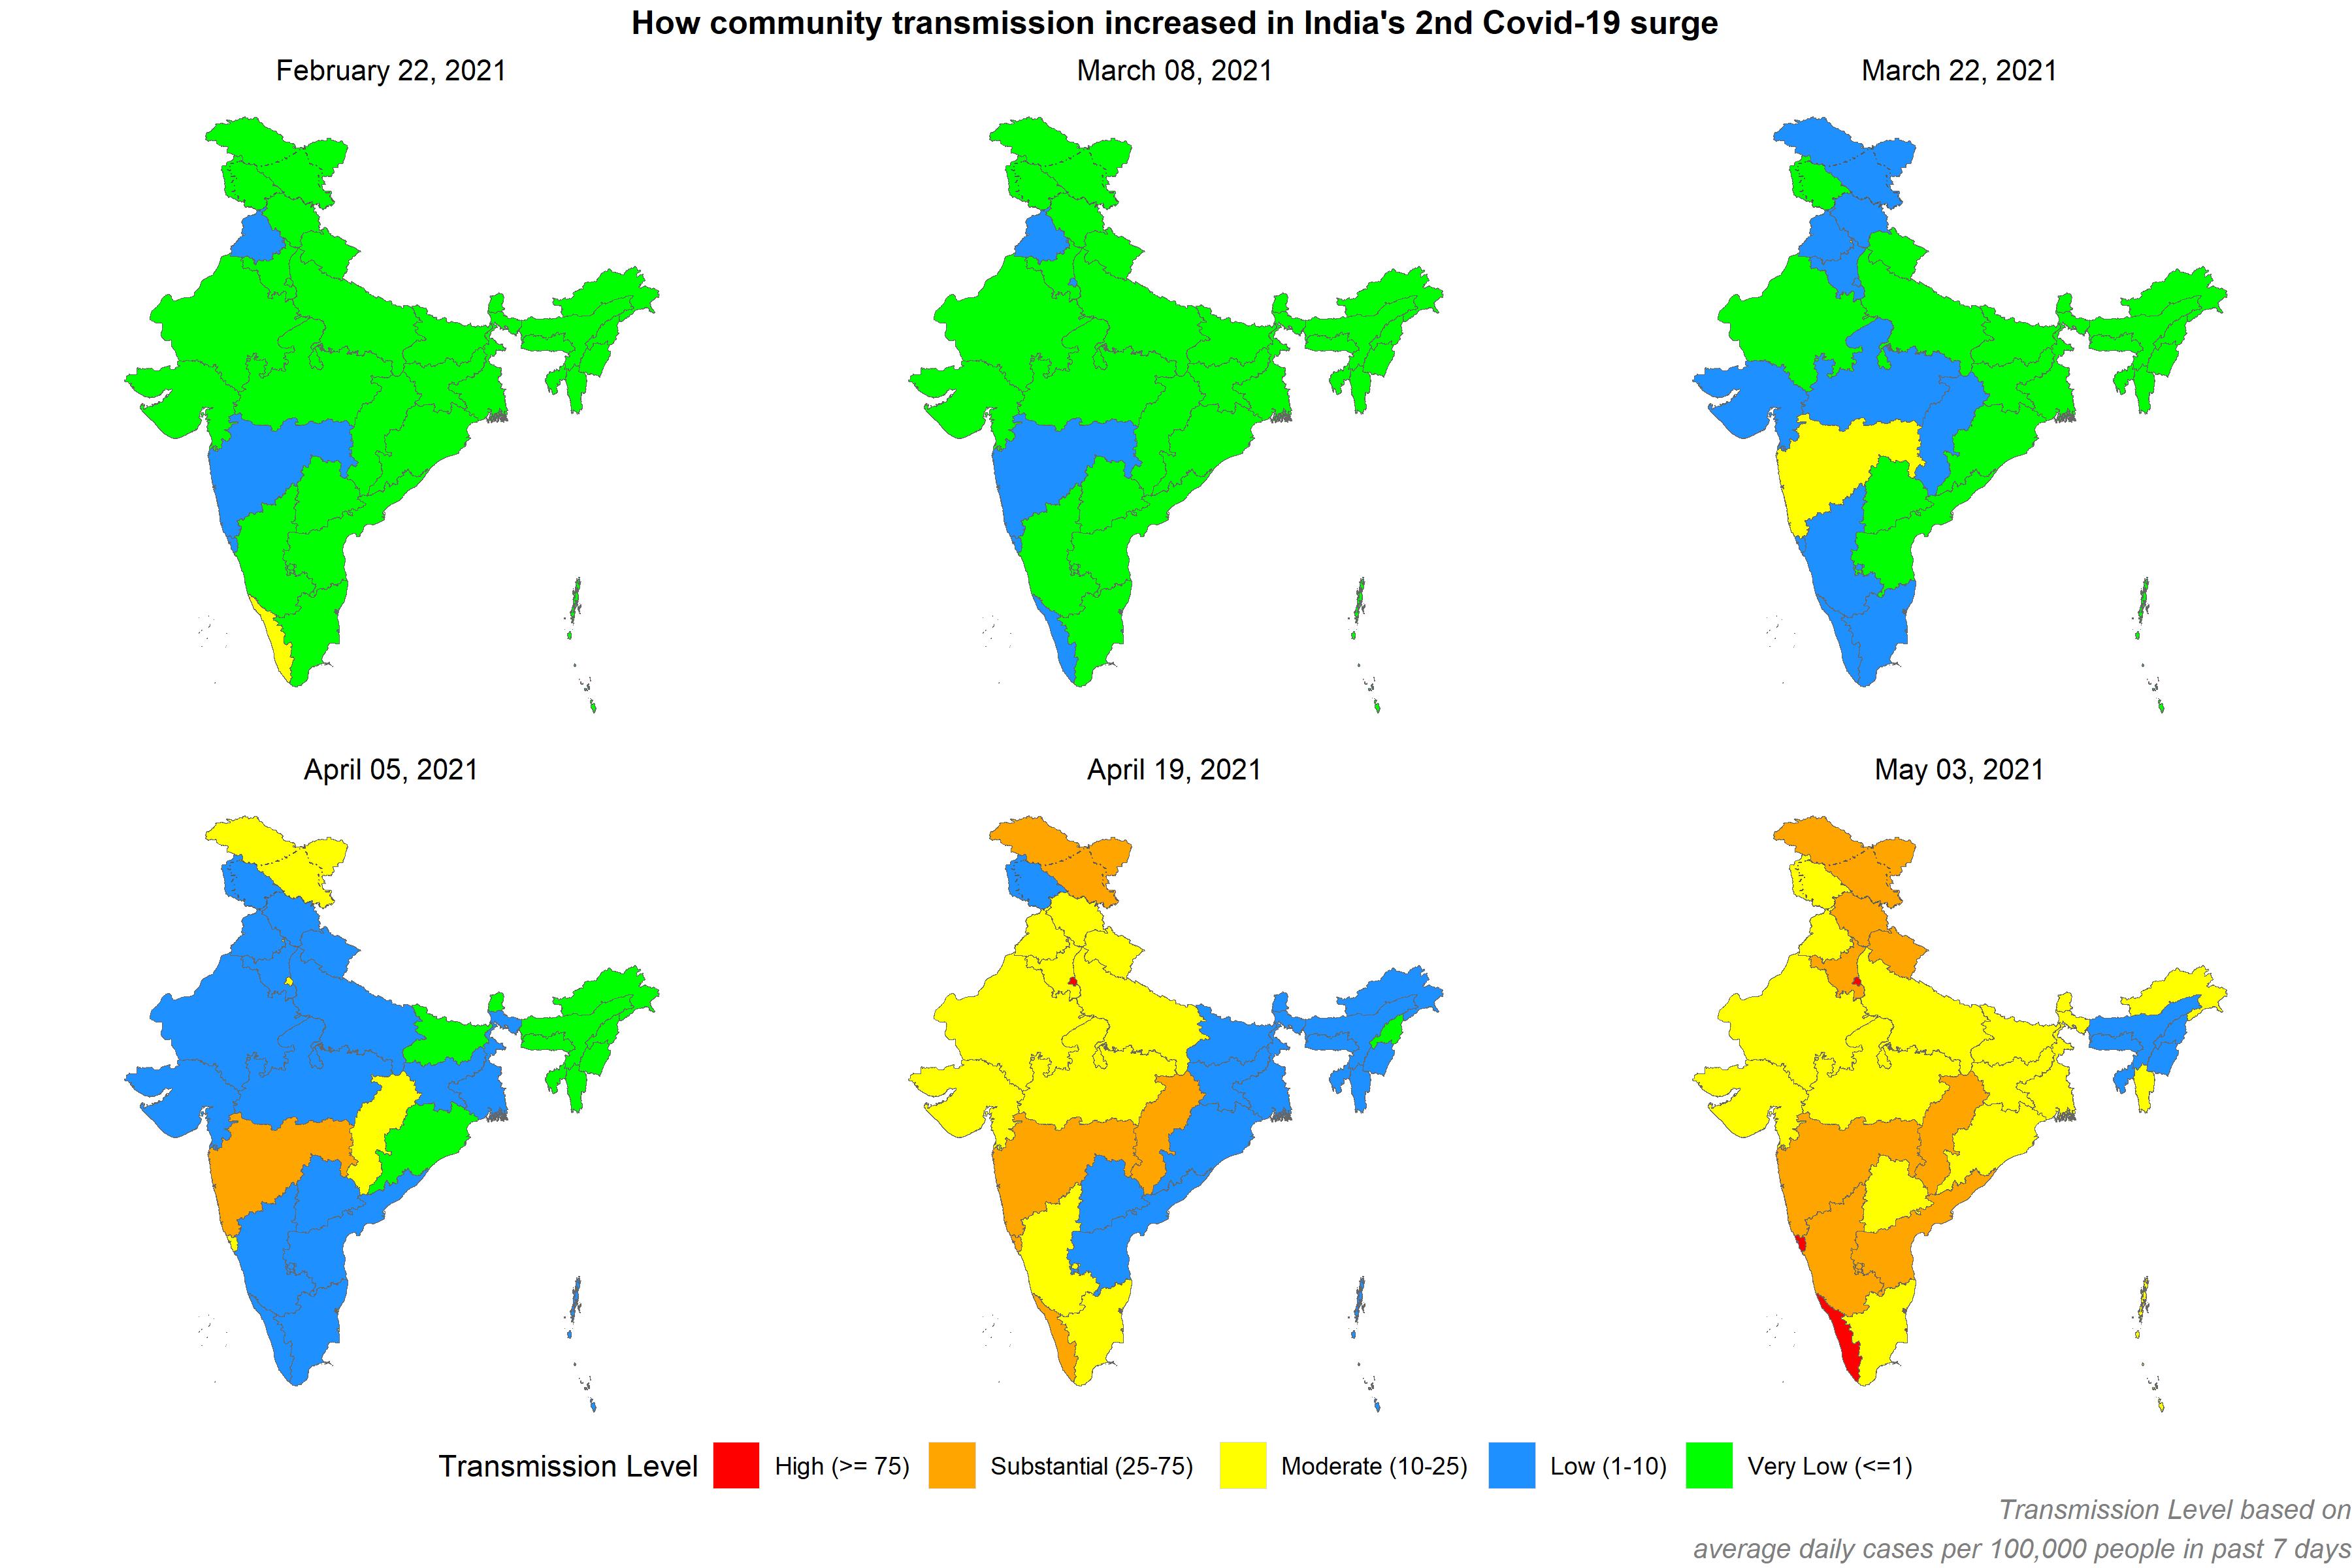 How community transmission increased in India's 2nd Covid-19 surge
February 22, 2021
March 08, 2021
March 22, 2021
April 05, 2021
April 19, 2021
May 03, 2021
Transmission Level
High (>= 75)
Substantial (25-75)
Moderate (10-25)
Low (1-10)
Very Low (<=1)
Transmission Level based on
average daily cases per 100,000 people in past 7 days